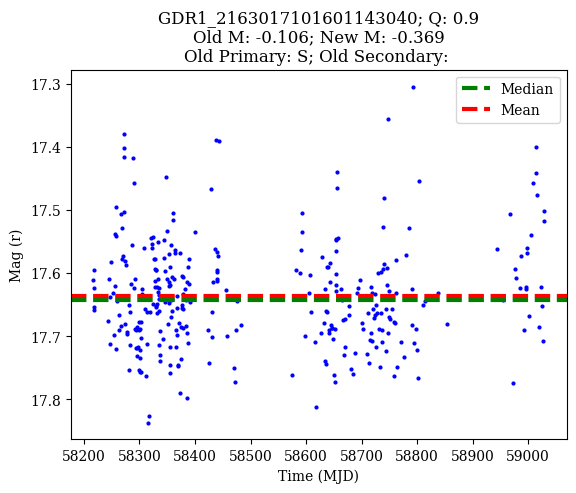 GDR1_2163017101601143040; Q: 0.9
Old M: -0.106; New M: -0.369
Old Primary: S; Old Secondary:
Median
Mean
Mag (r)
17.3
17.4
17.5
17.6
17.7
17.8
58200 58300 58400 58500 58600 58700 58800 58900 59000
Time (MJD)